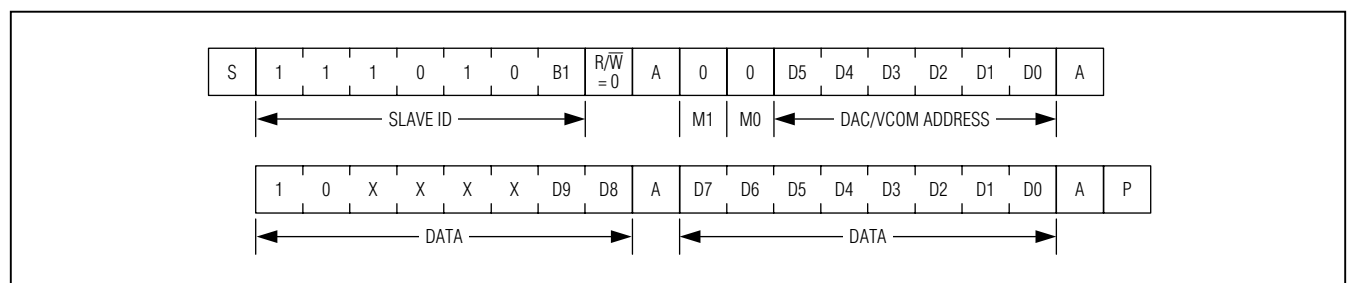 S 1 1 1 0 1 0 B1 R/W̅ = 0 A 0 0 D5 D4 D3 D2 D1 D0 A
SLAVE ID M1 M0 DAC/VCOM ADDRESS
1 0 X X X X D9 D8 A D7 D6 D5 D4 D3 D2 D1 D0 A P
DATA DATA